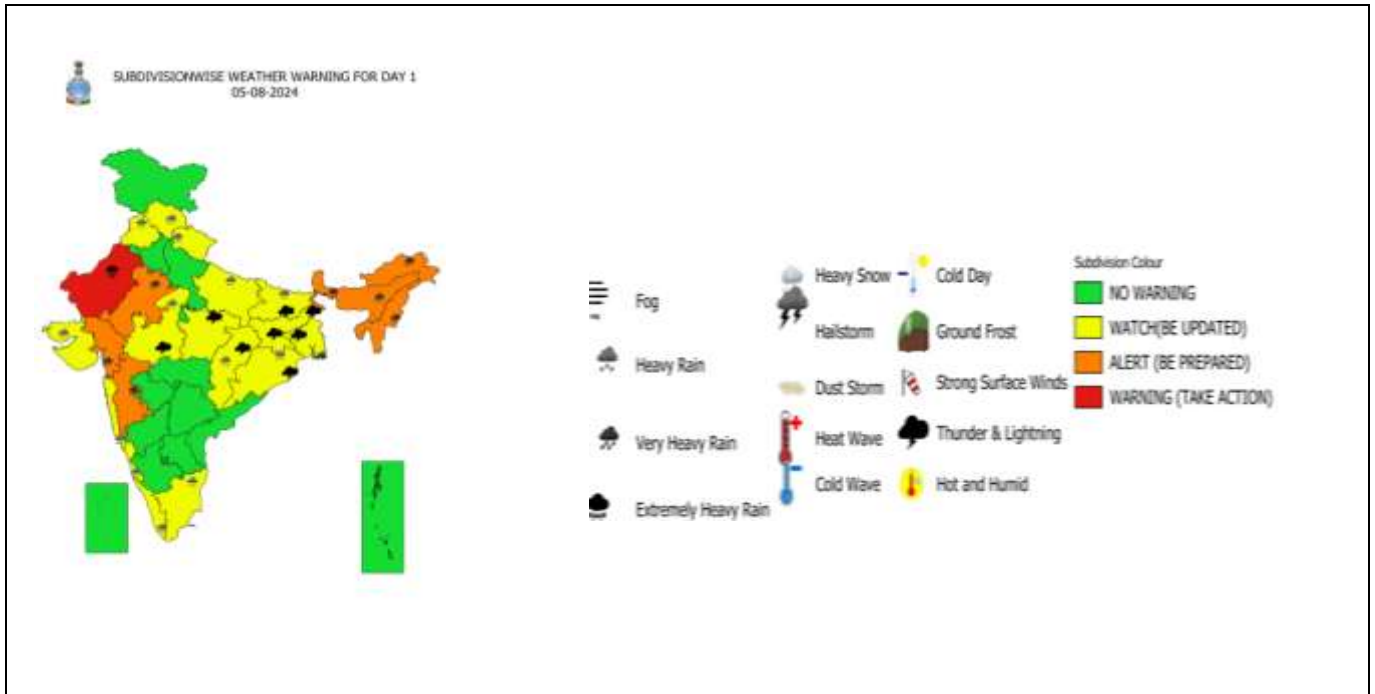 SUBDIVISIONWISE WEATHER WARNING FOR DAY 1
05-08-2024
Fog
Heavy Rain
Very Heavy Rain
Extremely Heavy Rain
Heavy Snow
Hailstorm
Dust Storm
Heat Wave
Cold Wave
Cold Day
Ground Frost
Strong Surface Winds
Thunder & Lightning
Hot and Humid
Subdivision Colour
NO WARNING
WATCH(BE UPDATED)
ALERT (BE PREPARED)
WARNING (TAKE ACTION)